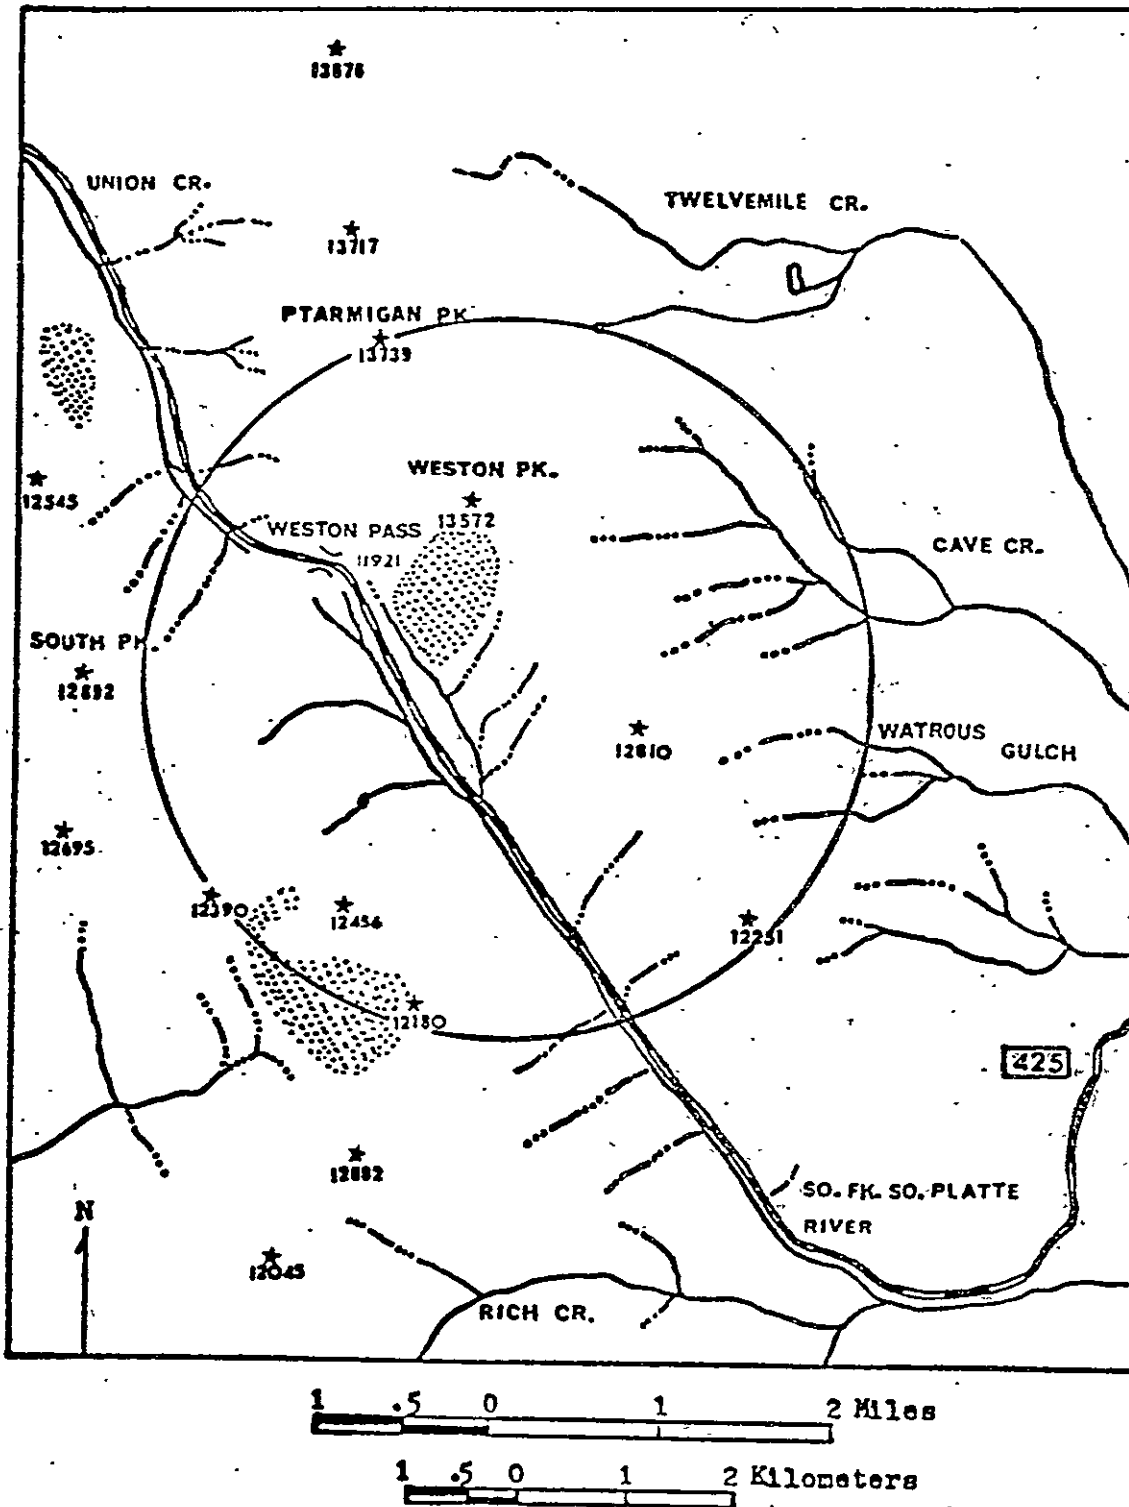 13876
UNION CR.
TWELVEMILE CR.
13717
PTARMIGAN PK
13739
WESTON PK.
12545
13572
WESTON PASS
11921
CAVE CR.
SOUTH PK.
12892
WATROUS
GULCH
12810
12695
12390
12456
12251
12180
425
12882
SO. FK. SO. PLATTE
RIVER
N
12045
RICH CR.
1 .5 0 1 2 Miles
1 .5 0 1 2 Kilometers